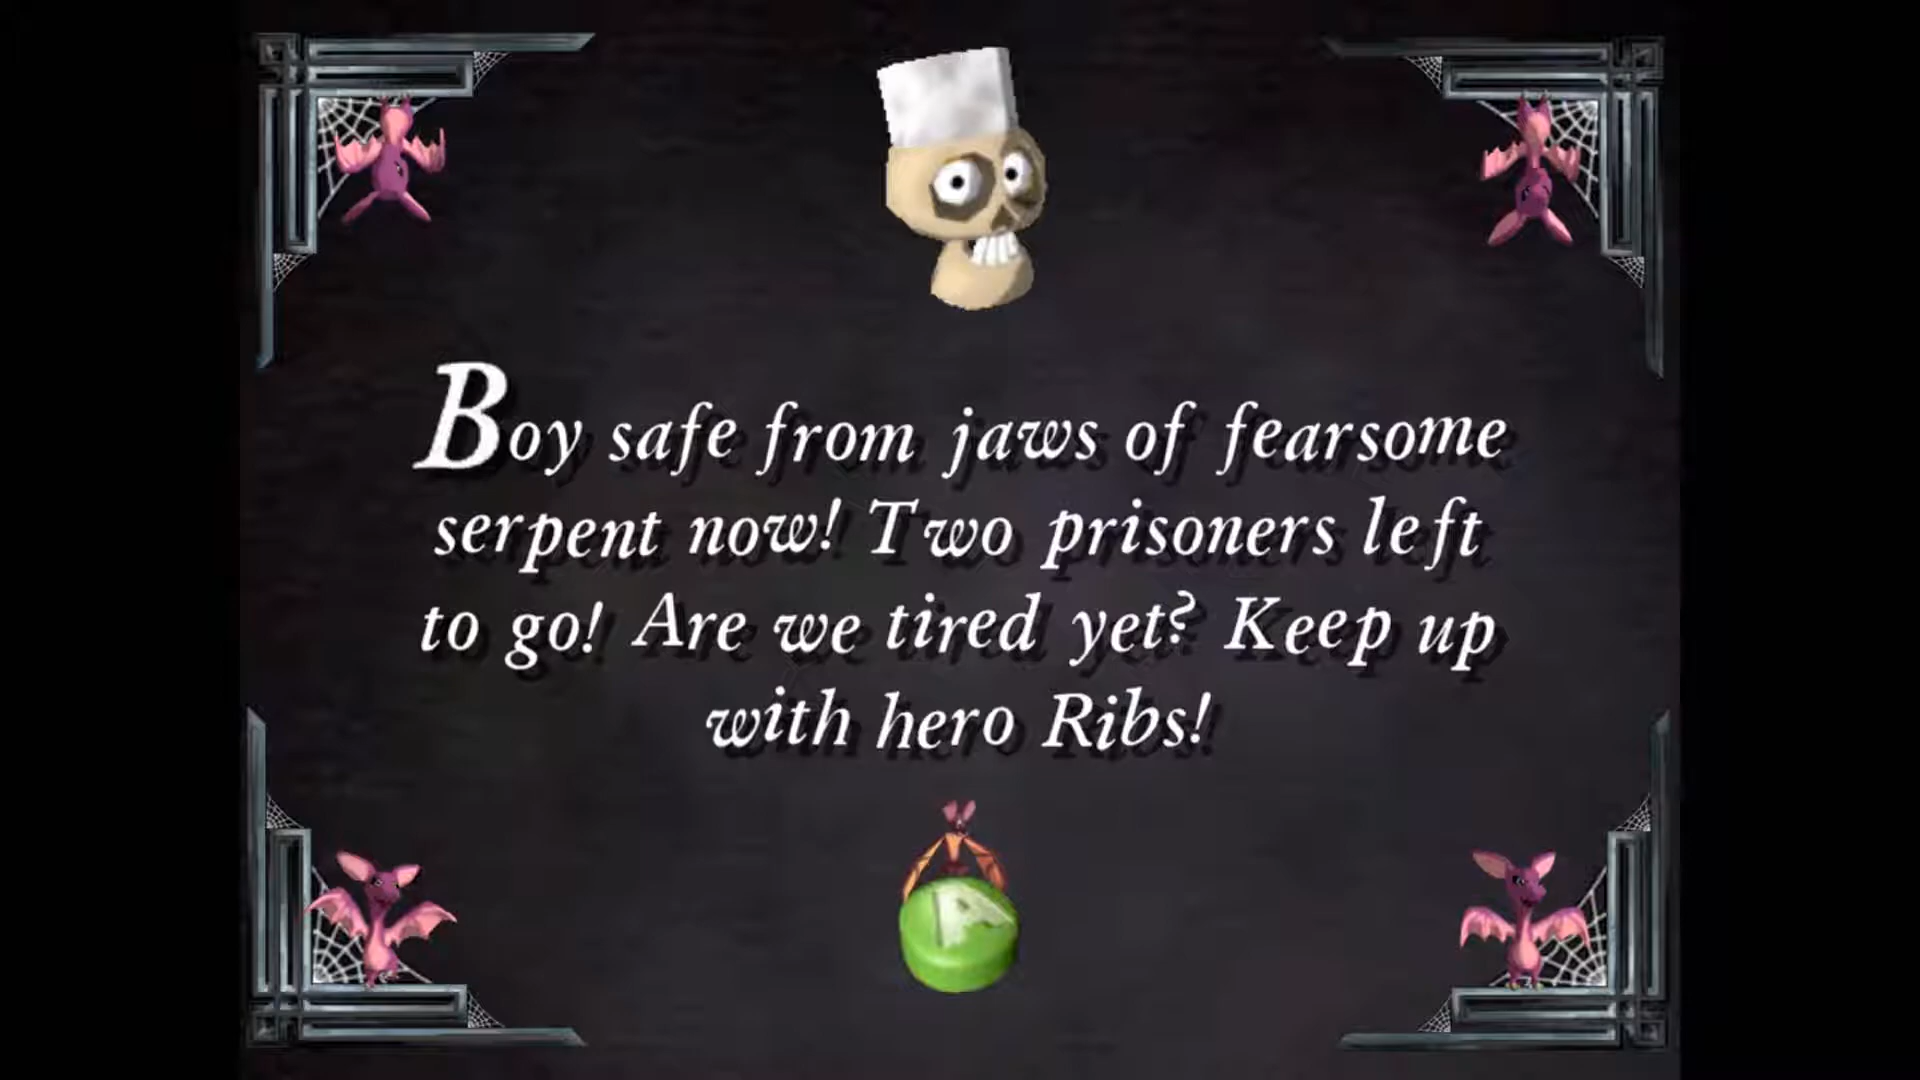 Boy safe from jaws of fearsome
serpent now! Two prisoners left
to go! Are we tired yet? Keep up
with hero Ribs!